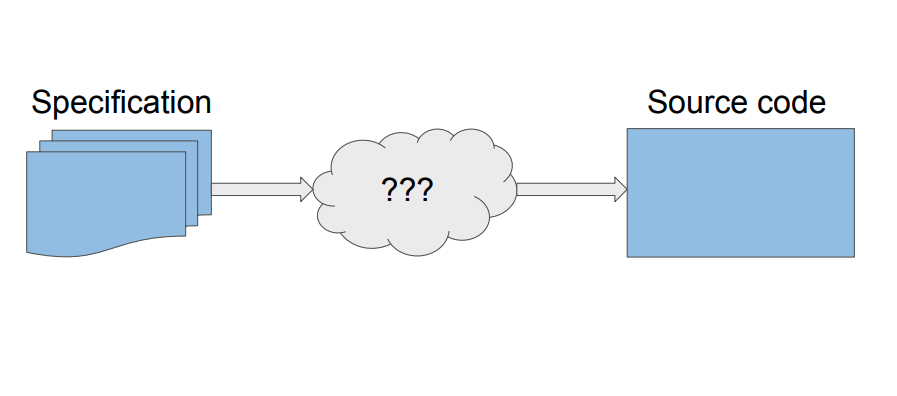 Specification
Source code
???